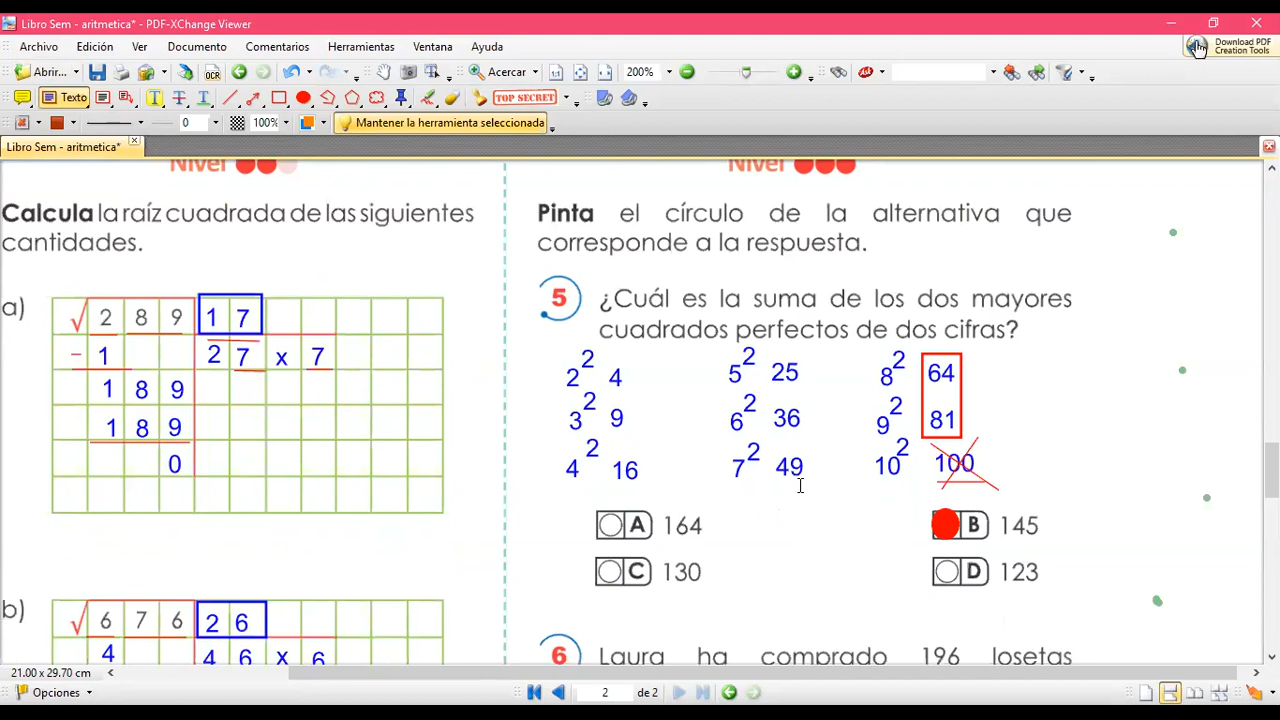 Libro Sem - aritmetica* - PDF-XChange Viewer
Archivo Edición Ver Documento Comentarios Herramientas Ventana Ayuda
Download PDF
Creation Tools
Abrir... OCR Acercar 200%
Texto TOP SECRET
0 100% Mantener la herramienta seleccionada
Libro Sem - aritmetica*
Nivel
Calcula la raíz cuadrada de las siguientes
cantidades.
a)
√ 2 8 9 1 7
- 1 2 7 x 7
1 8 9
1 8 9
0
b)
√ 6 7 6 2 6
4 4 6 x 6
Nivel
Pinta el círculo de la alternativa que
corresponde a la respuesta.
5 ¿Cuál es la suma de los dos mayores
cuadrados perfectos de dos cifras?
2² 4 5² 25 8² 64
3² 9 6² 36 9² 81
4² 16 7² 49 10² 100
A 164 B 145
C 130 D 123
6 Laura ha comprado 196 losetas
21.00 x 29.70 cm
Opciones 2 de 2